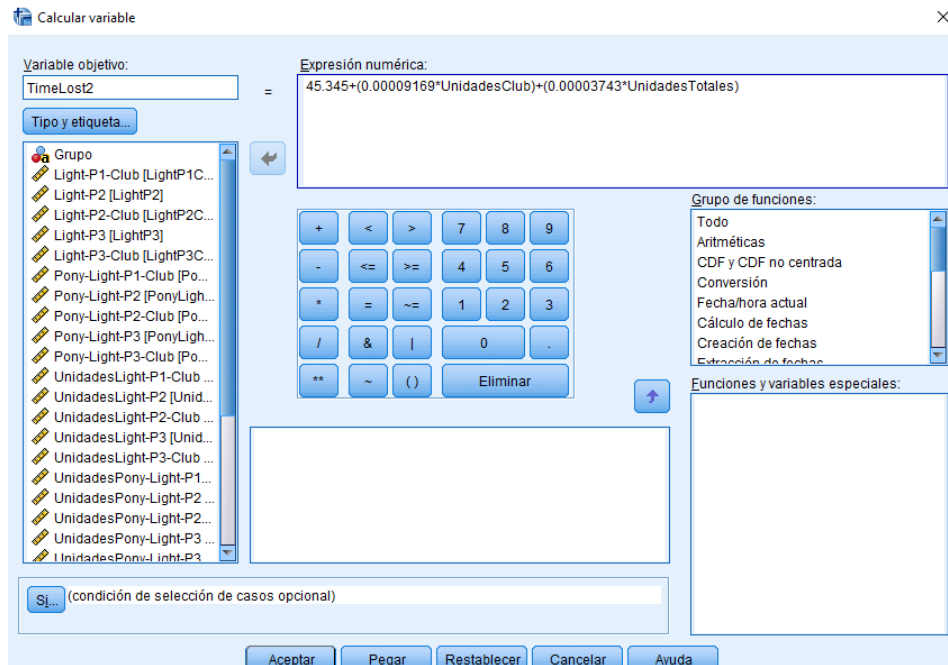 Calcular variable
Variable objetivo:
TimeLost2
=
Expresión numérica:
45.345+(0.00009169*UnidadesClub)+(0.00003743*UnidadesTotales)
Tipo y etiqueta...
Grupo
Light-P1-Club [LightP1C...
Light-P2 [LightP2]
Light-P2-Club [LightP2C...
Light-P3 [LightP3]
Light-P3-Club [LightP3C...
Pony-Light-P1-Club [Po...
Pony-Light-P2 [PonyLigh...
Pony-Light-P2-Club [Po...
Pony-Light-P3 [PonyLigh...
Pony-Light-P3-Club [Po...
UnidadesLight-P1-Club ...
UnidadesLight-P2 [Unid...
UnidadesLight-P2-Club ...
UnidadesLight-P3 [Unid...
UnidadesLight-P3-Club ...
UnidadesPony-Light-P1...
UnidadesPony-Light-P2 ...
UnidadesPony-Light-P2...
UnidadesPony-Light-P3 ...
UnidadesPony-Light-P3
+ < > 7 8 9
- <= >= 4 5 6
* = ~= 1 2 3
/ & | 0 .
** ~ ( ) Eliminar
Grupo de funciones:
Todo
Aritméticas
CDF y CDF no centrada
Conversión
Fecha/hora actual
Cálculo de fechas
Creación de fechas
Extracción de fechas
Funciones y variables especiales:
Si... (condición de selección de casos opcional)
Aceptar Pegar Restablecer Cancelar Ayuda